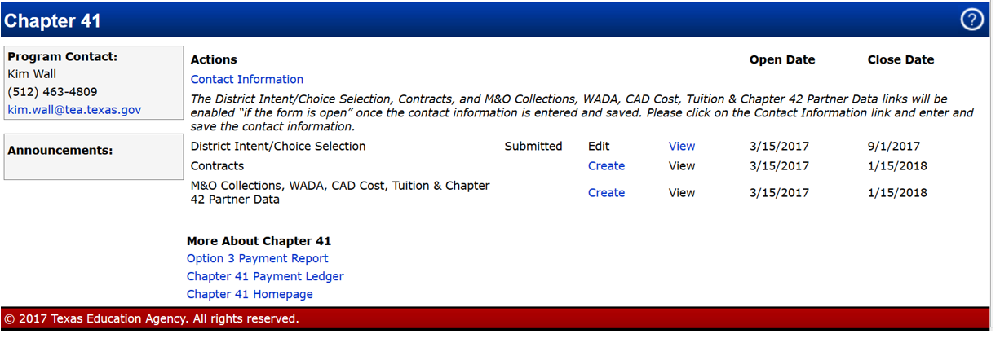 Chapter 41
?
Program Contact:
Kim Wall
(512) 463-4809
kim.wall@tea.texas.gov
Announcements:
Actions Open Date Close Date
Contact Information
The District Intent/Choice Selection, Contracts, and M&O Collections, WADA, CAD Cost, Tuition & Chapter 42 Partner Data links will be
enabled “if the form is open” once the contact information is entered and saved. Please click on the Contact Information link and enter and
save the contact information.
District Intent/Choice Selection Submitted Edit View 3/15/2017 9/1/2017
Contracts Create View 3/15/2017 1/15/2018
M&O Collections, WADA, CAD Cost, Tuition & Chapter
42 Partner Data Create View 3/15/2017 1/15/2018
More About Chapter 41
Option 3 Payment Report
Chapter 41 Payment Ledger
Chapter 41 Homepage
© 2017 Texas Education Agency. All rights reserved.